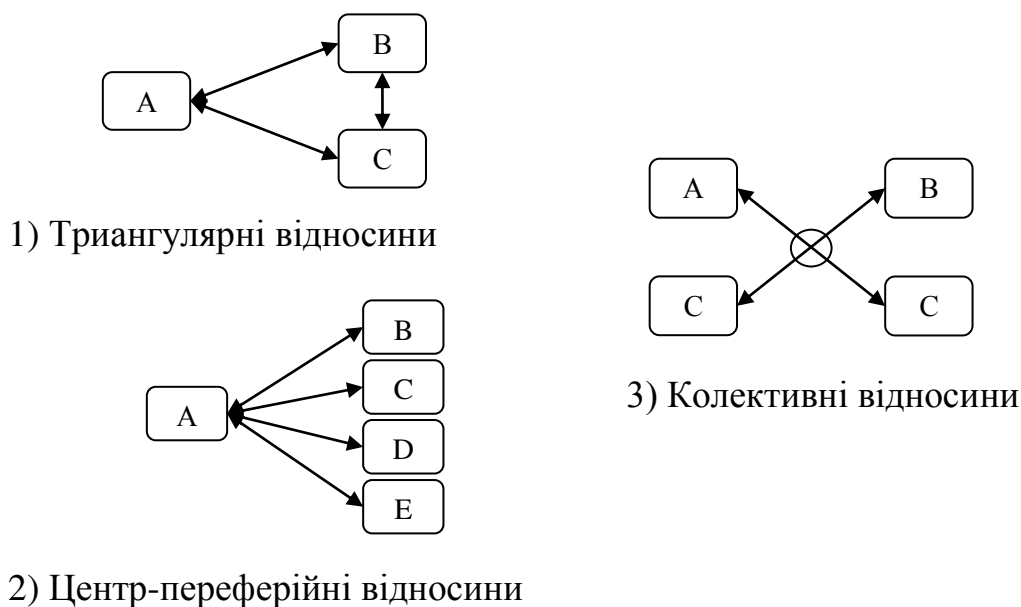 B
A
C
1) Триангулярні відносини
B
C
A
D
E
2) Центр-переферійні відносини
A
B
C
C
3) Колективні відносини